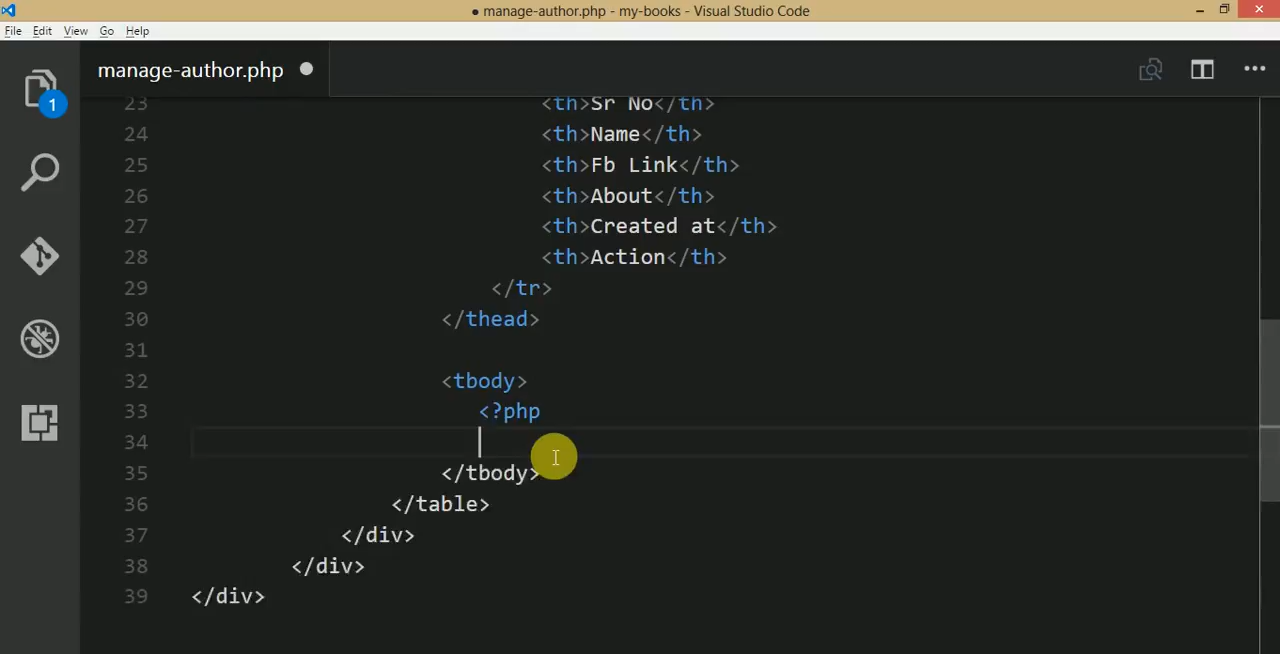 ● manage-author.php - my-books - Visual Studio Code
File Edit View Go Help
manage-author.php
1
23 <th>Sr No</th>
24 <th>Name</th>
25 <th>Fb Link</th>
26 <th>About</th>
27 <th>Created at</th>
28 <th>Action</th>
29 </tr>
30 </thead>
31
32 <tbody>
33 <?php
34
35 </tbody>
36 </table>
37 </div>
38 </div>
39 </div>